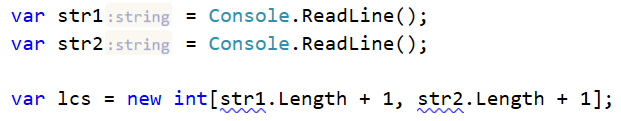 var str1:string = Console.ReadLine();
var str2:string = Console.ReadLine();
var lcs = new int[str1.Length + 1, str2.Length + 1];